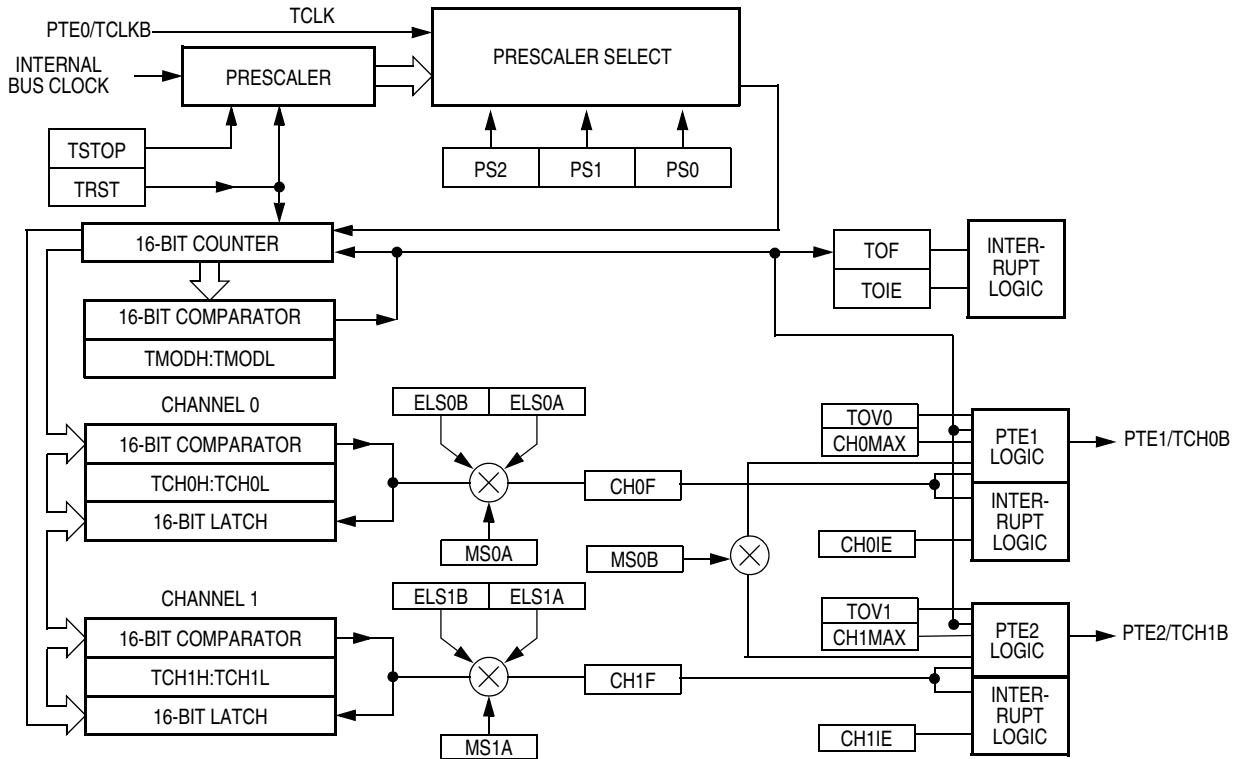 TCLK
PTE0/TCLKB
PRESCALER SELECT
INTERNAL
BUS CLOCK
PRESCALER
TSTOP
TRST
PS2 PS1 PS0
16-BIT COUNTER
TOF
TOIE
INTER-
RUPT
LOGIC
16-BIT COMPARATOR
TMODH:TMODL
CHANNEL 0
ELS0B ELS0A
16-BIT COMPARATOR
TCH0H:TCH0L
16-BIT LATCH
MS0A
CH0F
TOV0
CH0MAX
PTE1
LOGIC
PTE1/TCH0B
INTER-
RUPT
LOGIC
CH0IE
MS0B
CHANNEL 1
ELS1B ELS1A
16-BIT COMPARATOR
TCH1H:TCH1L
16-BIT LATCH
MS1A
CH1F
TOV1
CH1MAX
PTE2
LOGIC
PTE2/TCH1B
INTER-
RUPT
LOGIC
CH1IE